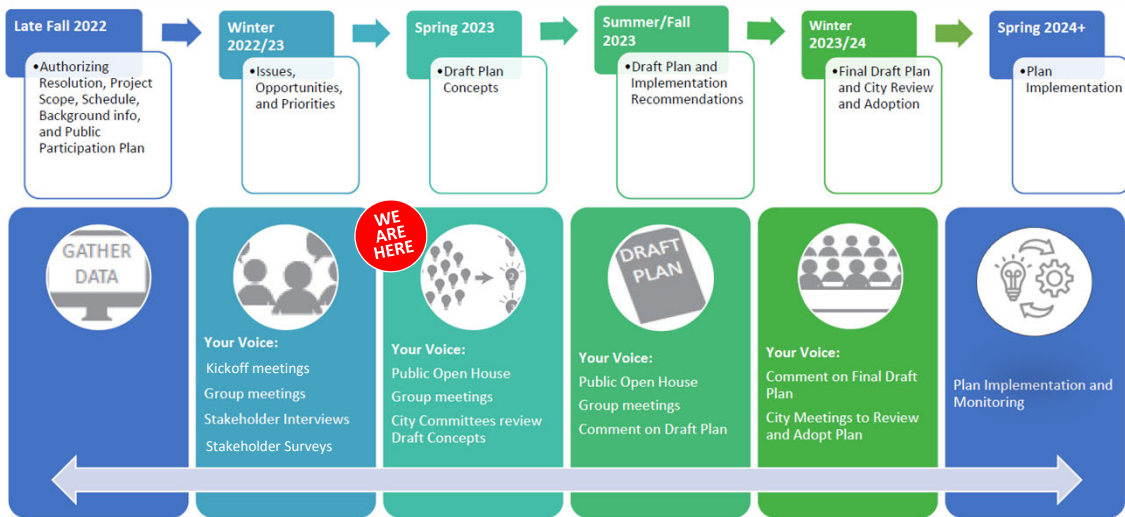 Late Fall 2022
•Authorizing
Resolution, Project
Scope, Schedule,
Background info,
and Public
Participation Plan
Winter
2022/23
•Issues,
Opportunities,
and Priorities
Spring 2023
•Draft Plan
Concepts
Summer/Fall
2023
•Draft Plan and
Implementation
Recommendations
Winter
2023/24
•Final Draft Plan
and City Review
and Adoption
Spring 2024+
•Plan
Implementation
GATHER
DATA
WE
ARE
HERE
Your Voice:
Kickoff meetings
Group meetings
Stakeholder Interviews
Stakeholder Surveys
2
Your Voice:
Public Open House
Group meetings
City Committees review
Draft Concepts
DRAFT
PLAN
Your Voice:
Public Open House
Group meetings
Comment on Draft Plan
Your Voice:
Comment on Final Draft
Plan
City Meetings to Review
and Adopt Plan
Plan Implementation and
Monitoring